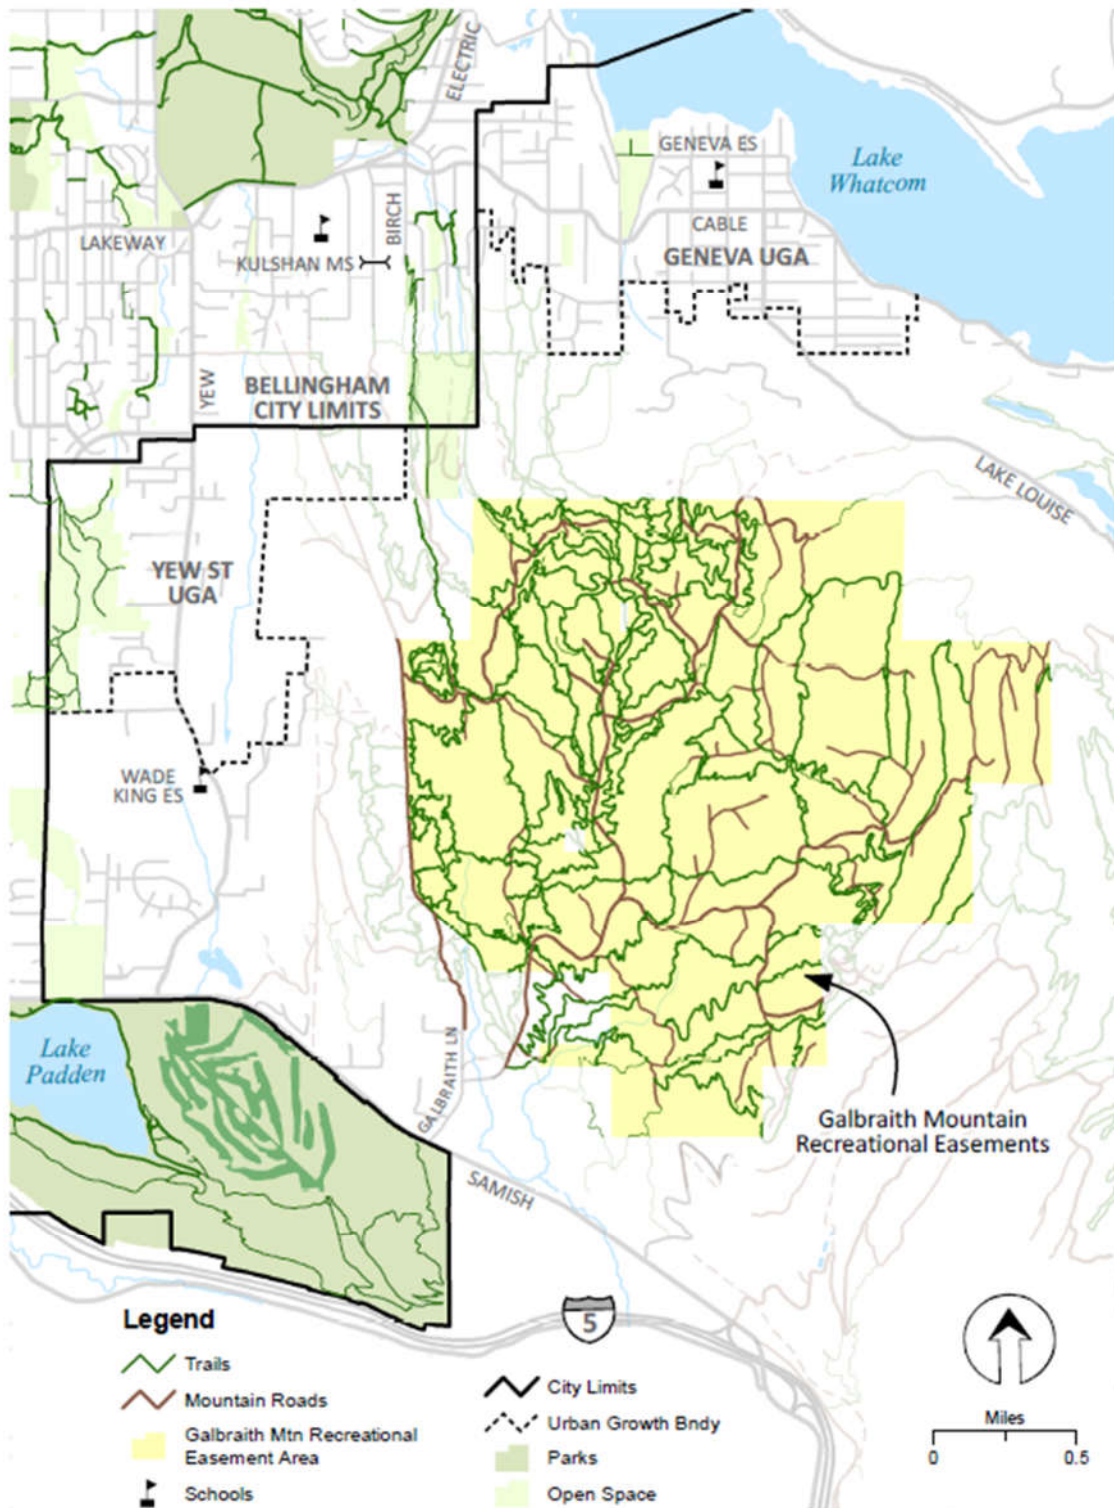 ELECTRIC
GENEVA ES
Lake
Whatcom
BIRCH
CABLE
LAKEWAY
KULSHAN MS
GENEVA UGA
YEW
BELLINGHAM
CITY LIMITS
LAKE LOUISE
YEW ST
UGA
WADE
KING ES
Lake
Padden
GALBRAITH LN
Galbraith Mountain
Recreational Easements
SAMISH
5
Legend
Trails
Mountain Roads
Galbraith Mtn Recreational
Easement Area
Schools
City Limits
Urban Growth Bndy
Parks
Open Space
Miles
0 0.5